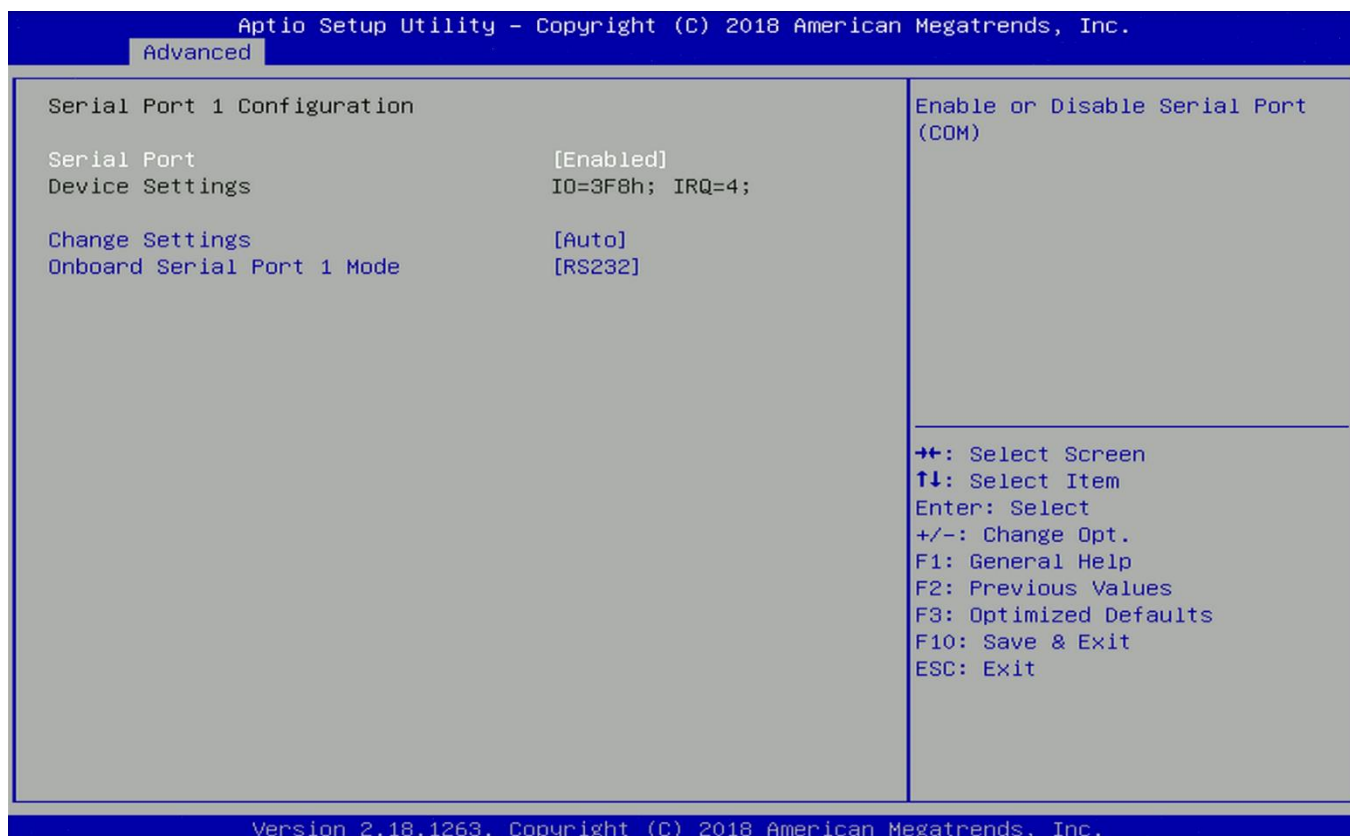 Aptio Setup Utility – Copyright (C) 2018 American Megatrends, Inc.
Advanced
Serial Port 1 Configuration
Serial Port [Enabled]
Device Settings IO=3F8h; IRQ=4;
Change Settings [Auto]
Onboard Serial Port 1 Mode [RS232]
Enable or Disable Serial Port
(COM)
→←: Select Screen
↑↓: Select Item
Enter: Select
+/-: Change Opt.
F1: General Help
F2: Previous Values
F3: Optimized Defaults
F10: Save & Exit
ESC: Exit
Version 2.18.1263. Copyright (C) 2018 American Megatrends, Inc.